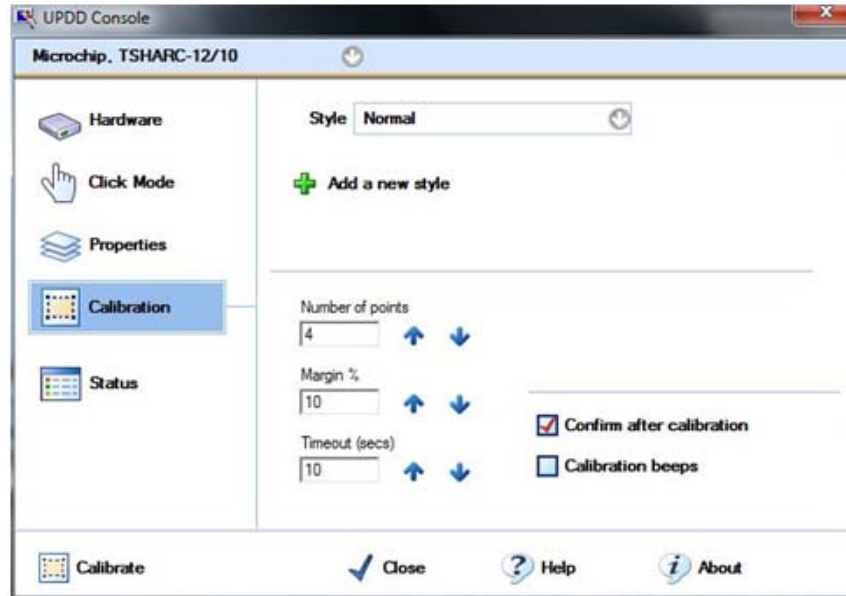 UPDD Console
Microchip, TSHARC-12/10
Hardware
Click Mode
Properties
Calibration
Status
Style Normal
Add a new style
Number of points
4
Margin %
10
Timeout (secs)
10
Confirm after calibration
Calibration beeps
Calibrate Close Help About